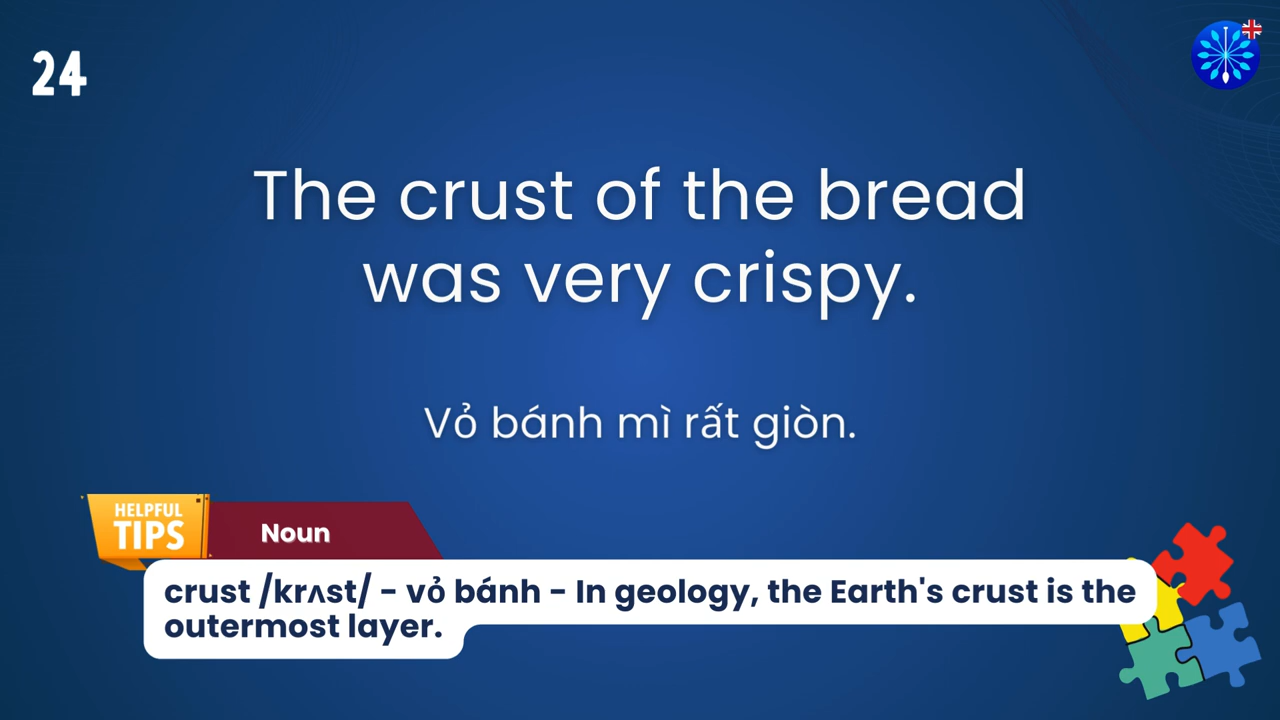 24
The crust of the bread
was very crispy.
Vỏ bánh mì rất giòn.
HELPFUL
TIPS
Noun
crust /krʌst/ - vỏ bánh - In geology, the Earth's crust is the
outermost layer.